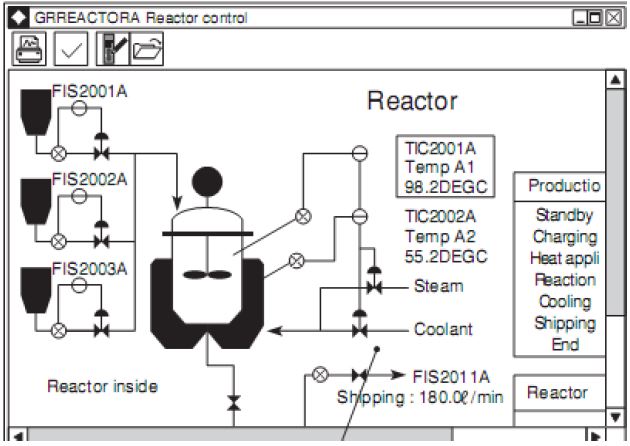 GRREACTORA Reactor control
FIS2001A
Reactor
TIC2001A
Temp A1
98.2DEGC
FIS2002A
Productio
TIC2002A
Temp A2
55.2DEGC
Standby
Charging
Heat appli
Reaction
Cooling
Shipping
End
FIS2003A
Steam
Coolant
FIS2011A
Shipping : 180.0ℓ/min
Reactor inside
Reactor